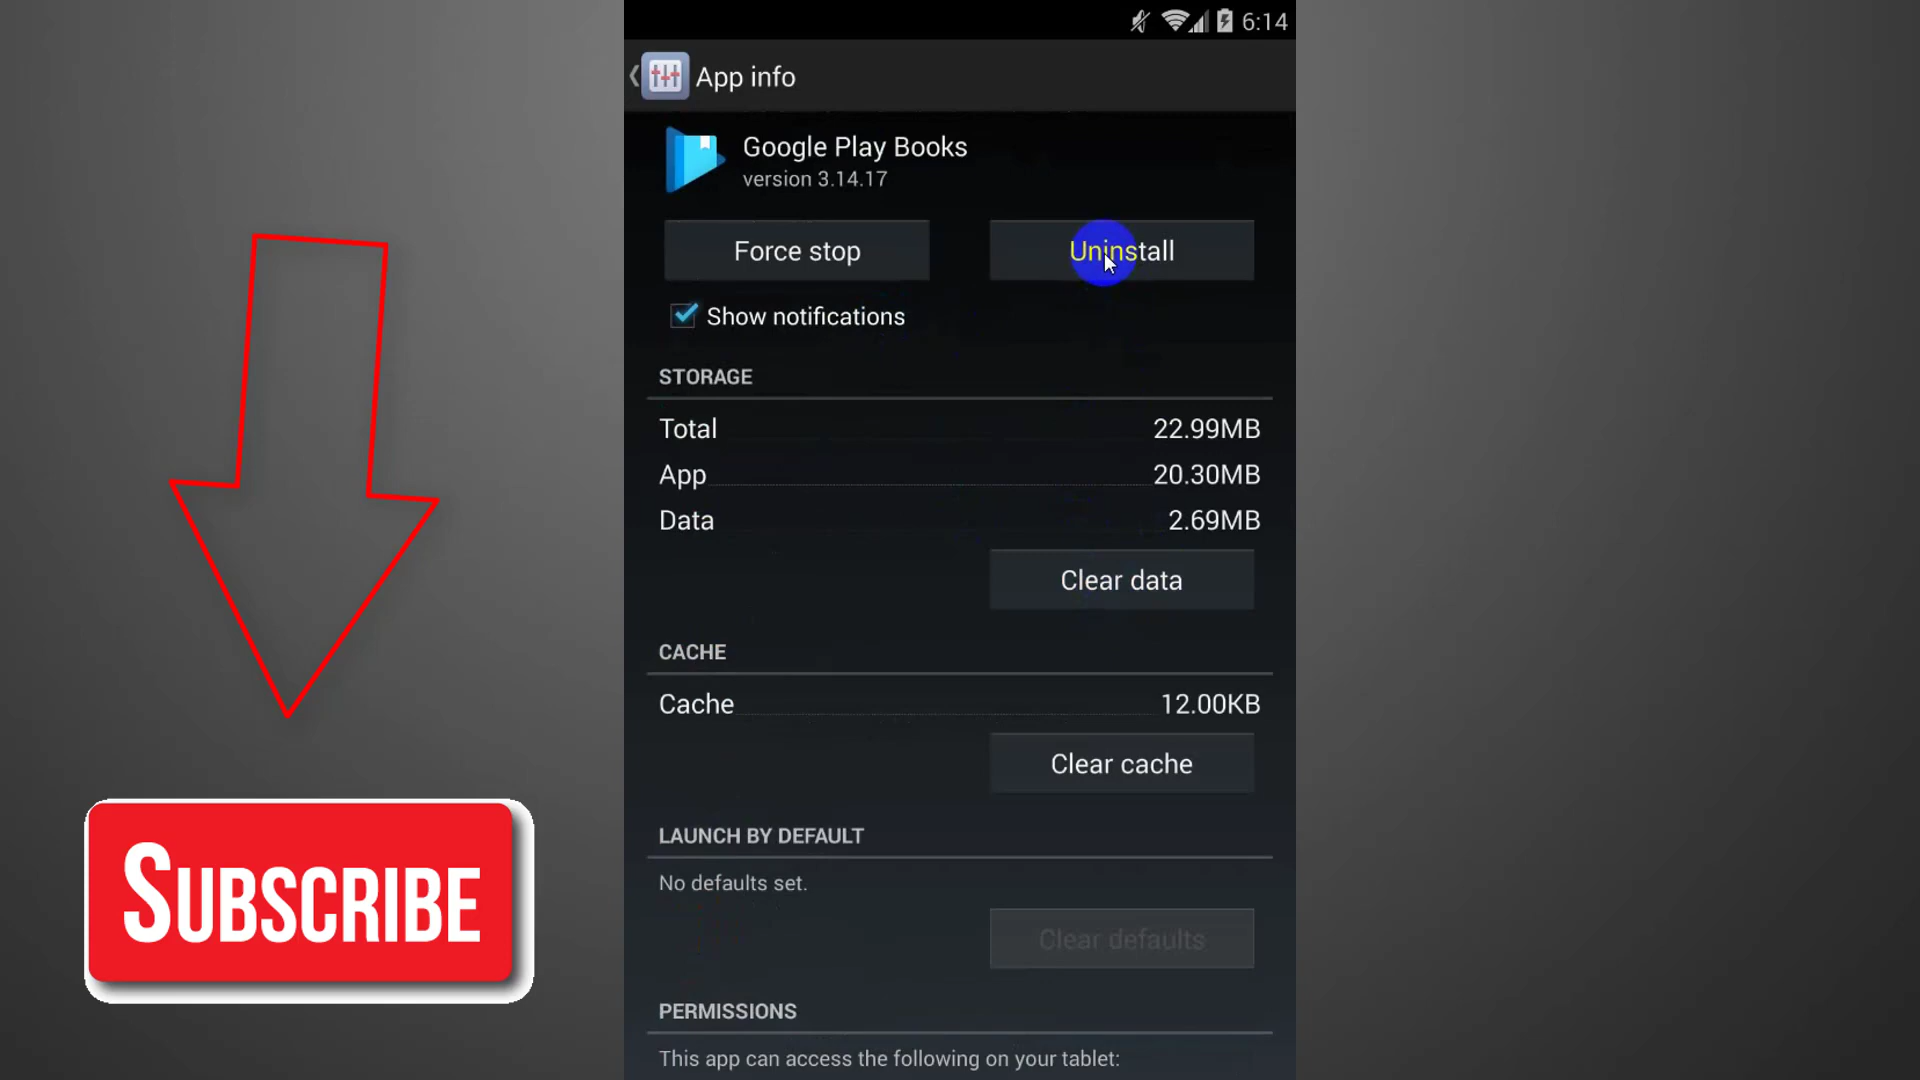 6:14
App info
Google Play Books
version 3.14.17
Force stop
Uninstall
Show notifications
STORAGE
Total 22.99MB
App 20.30MB
Data 2.69MB
Clear data
CACHE
Cache 12.00KB
Clear cache
LAUNCH BY DEFAULT
No defaults set.
Clear defaults
PERMISSIONS
This app can access the following on your tablet:
SUBSCRIBE